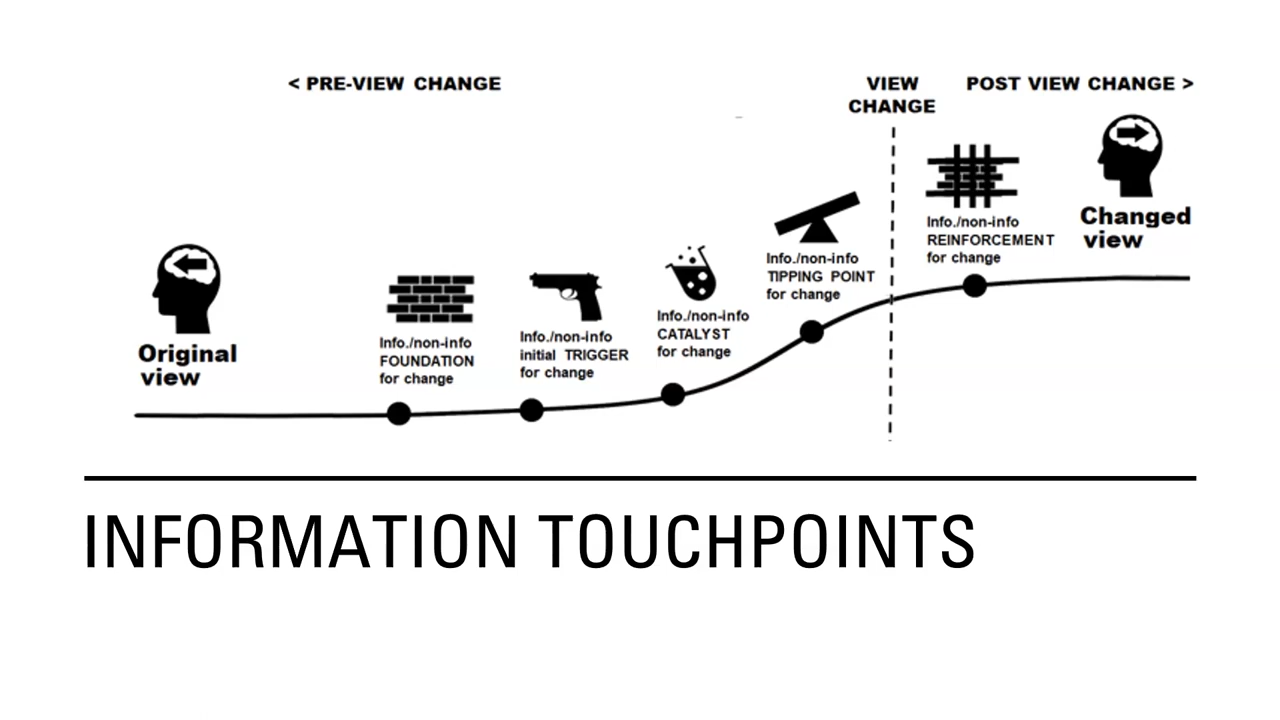 < PRE-VIEW CHANGE
VIEW
CHANGE
POST VIEW CHANGE >
Original
view
Info./non-info
FOUNDATION
for change
Info./non-info
initial TRIGGER
for change
Info./non-info
CATALYST
for change
Info./non-info
TIPPING POINT
for change
Info./non-info
REINFORCEMENT
for change
Changed
view
INFORMATION TOUCHPOINTS